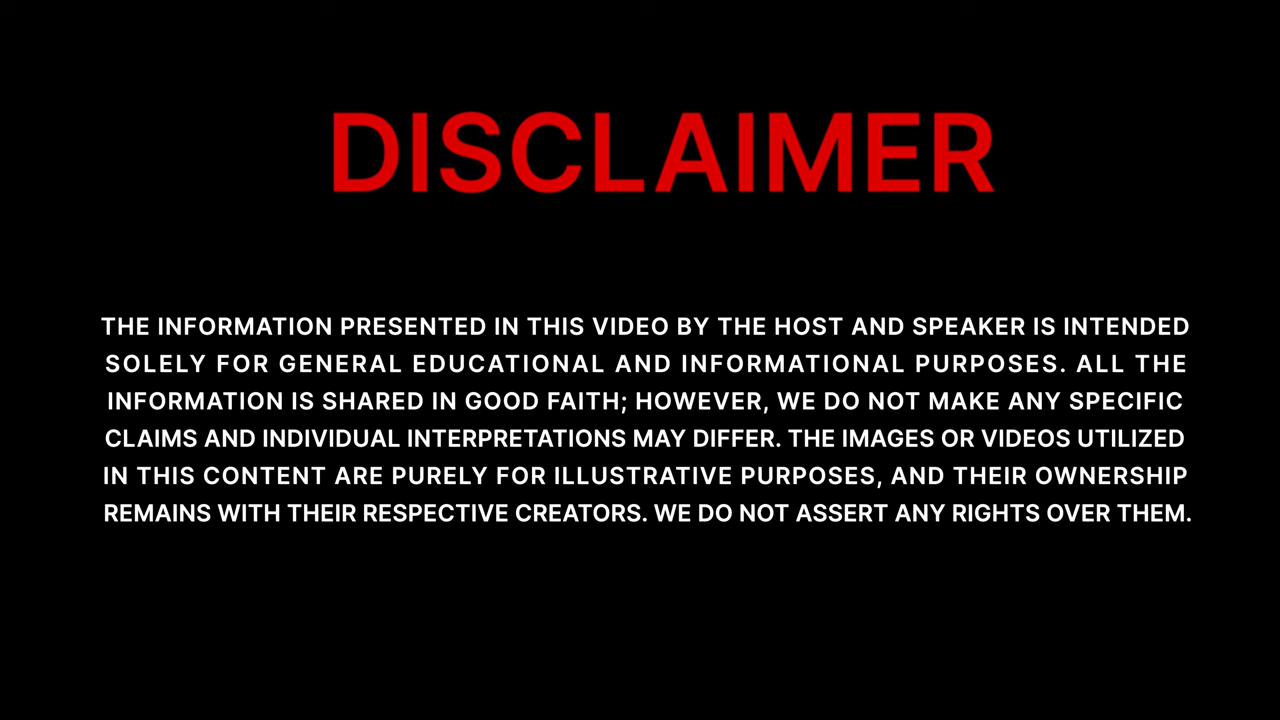 DISCLAIMER
THE INFORMATION PRESENTED IN THIS VIDEO BY THE HOST AND SPEAKER IS INTENDED
SOLELY FOR GENERAL EDUCATIONAL AND INFORMATIONAL PURPOSES. ALL THE
INFORMATION IS SHARED IN GOOD FAITH; HOWEVER, WE DO NOT MAKE ANY SPECIFIC
CLAIMS AND INDIVIDUAL INTERPRETATIONS MAY DIFFER. THE IMAGES OR VIDEOS UTILIZED
IN THIS CONTENT ARE PURELY FOR ILLUSTRATIVE PURPOSES, AND THEIR OWNERSHIP
REMAINS WITH THEIR RESPECTIVE CREATORS. WE DO NOT ASSERT ANY RIGHTS OVER THEM.